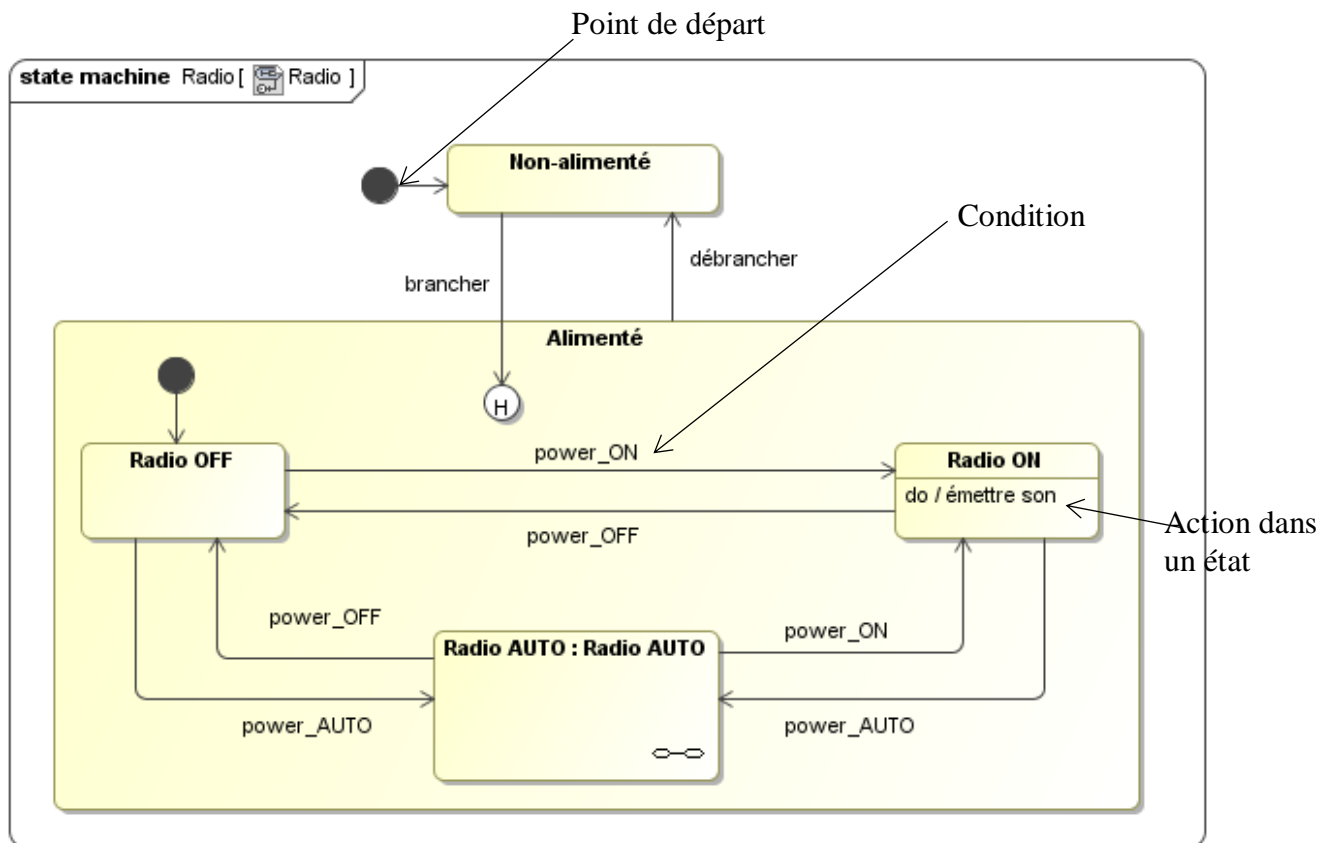 Point de départ
state machine Radio [ Radio ]
Non-alimenté
Condition
débrancher
brancher
Alimenté
H
Radio OFF
power_ON
Radio ON
do / émettre son
power_OFF
Action dans
un état
power_OFF
power_ON
Radio AUTO : Radio AUTO
power_AUTO
power_AUTO